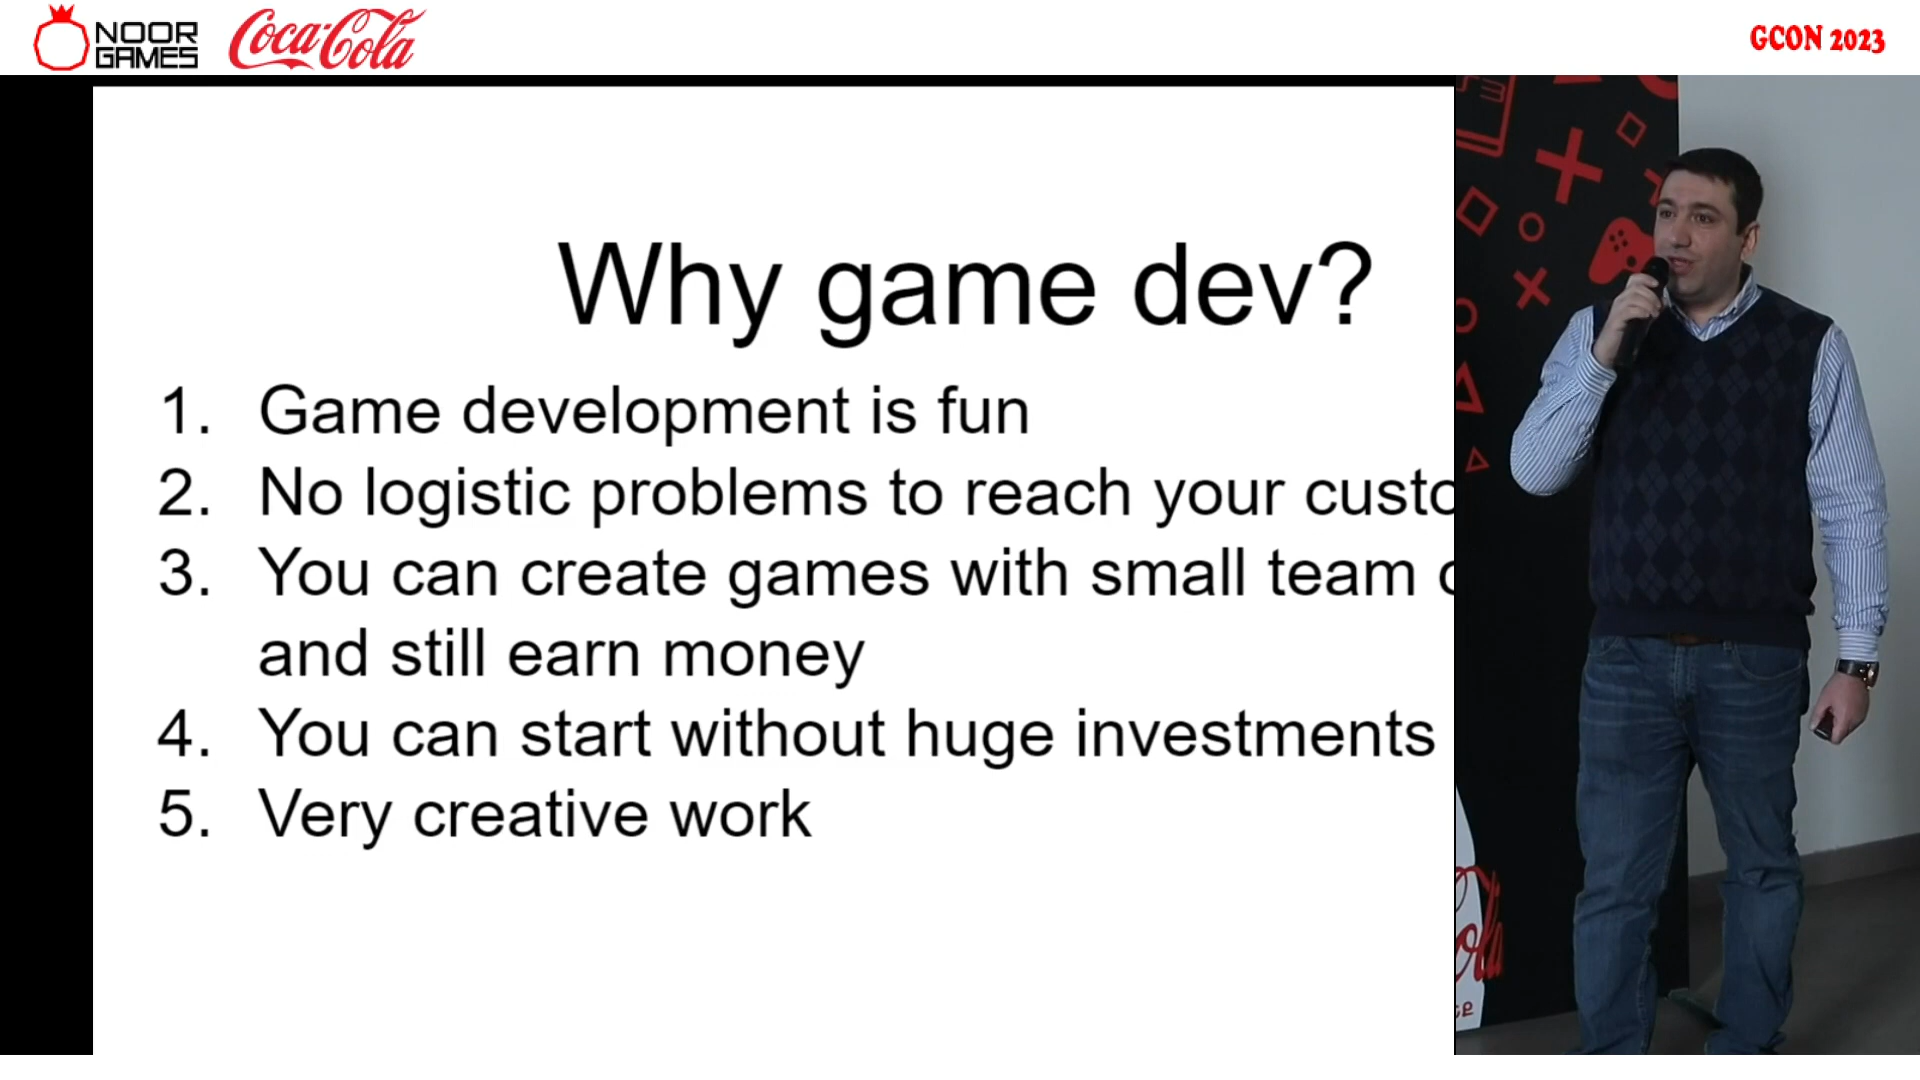 NOOR
GAMES
Coca-Cola
GCON 2023
Why game dev?
1. Game development is fun
2. No logistic problems to reach your custo
3. You can create games with small team
and still earn money
4. You can start without huge investments
5. Very creative work